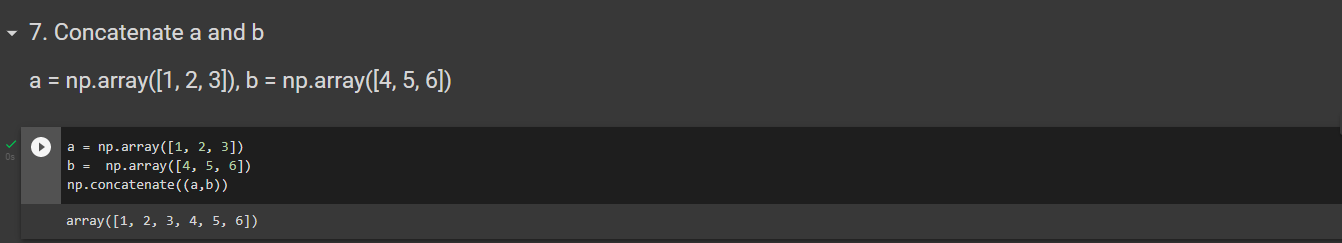 7. Concatenate a and b
a = np.array([1, 2, 3]), b = np.array([4, 5, 6])
0s
a = np.array([1, 2, 3])
b =  np.array([4, 5, 6])
np.concatenate((a,b))
array([1, 2, 3, 4, 5, 6])